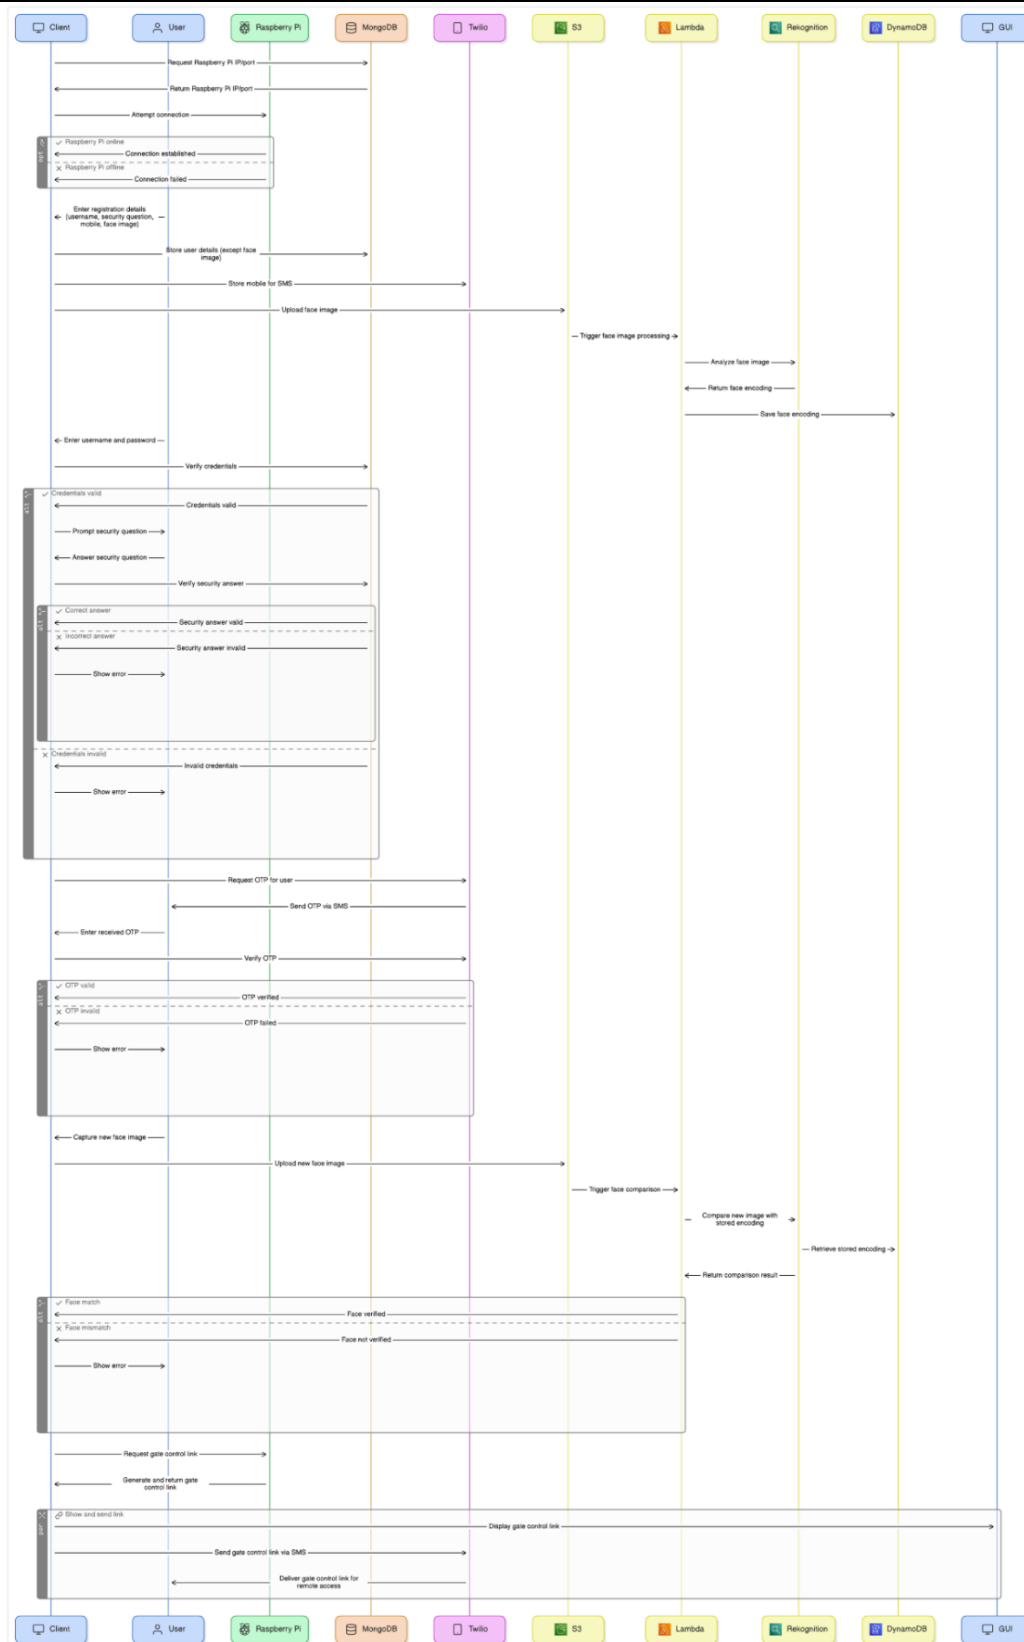 Client User Raspberry Pi MongoDB Twilio S3 Lambda Rekognition DynamoDB GUI
Request Raspberry Pi IP/port
Return Raspberry Pi IP/port
Attempt connection
opt
Raspberry Pi online
Connection established
Raspberry Pi offline
Connection failed
Enter registration details
(username, security question,
mobile, face image)
Store user details (except face
image)
Store mobile for SMS
Upload face image
Trigger face image processing
Analyze face image
Return face encoding
Save face encoding
Enter username and password
Verify credentials
alt
Credentials valid
Credentials valid
Prompt security question
Answer security question
Verify security answer
alt
Correct answer
Security answer valid
Incorrect answer
Security answer invalid
Show error
Credentials invalid
Invalid credentials
Show error
Request OTP for user
Send OTP via SMS
Enter received OTP
Verify OTP
alt
OTP valid
OTP verified
OTP invalid
OTP failed
Show error
Capture new face image
Upload new face image
Trigger face comparison
Compare new image with
stored encoding
Retrieve stored encoding
Return comparison result
alt
Face match
Face verified
Face mismatch
Face not verified
Show error
Request gate control link
Generate and return gate
control link
par
Show and send link
Display gate control link
Send gate control link via SMS
Deliver gate control link for
remote access
Client User Raspberry Pi MongoDB Twilio S3 Lambda Rekognition DynamoDB GUI